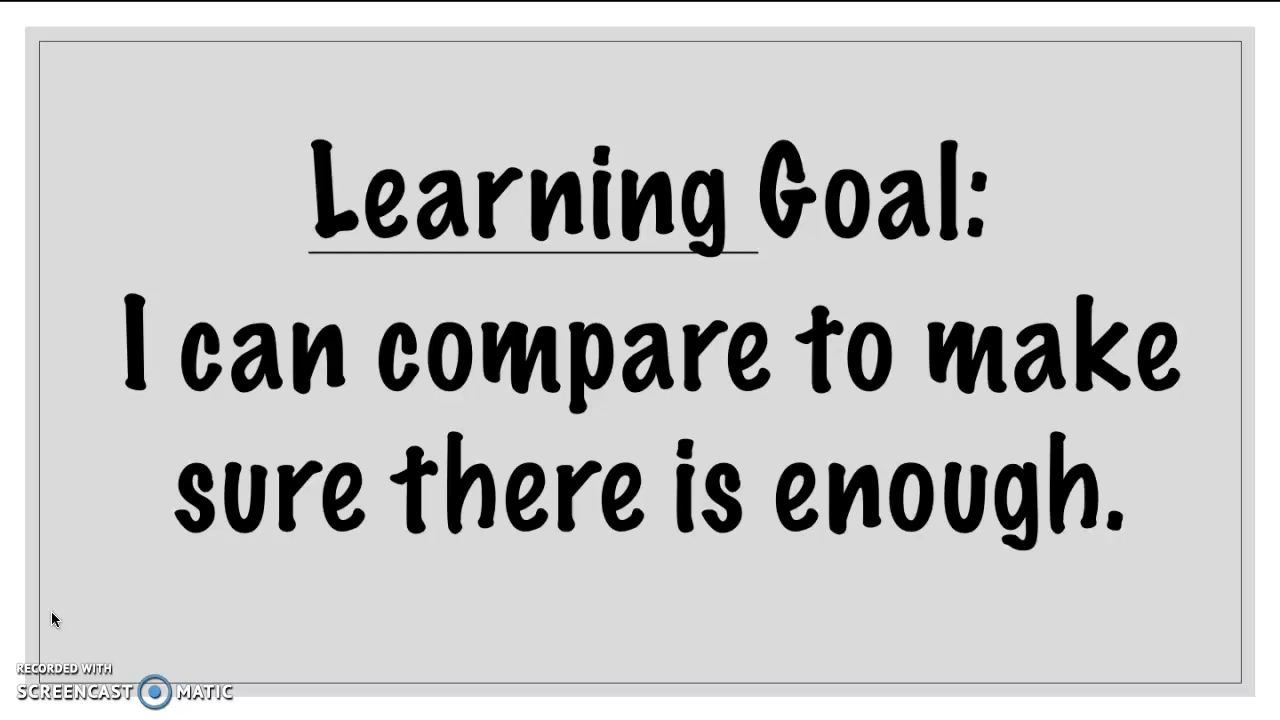 Learning Goal:
I can compare to make
sure there is enough.
RECORDED WITH
SCREENCAST MATIC